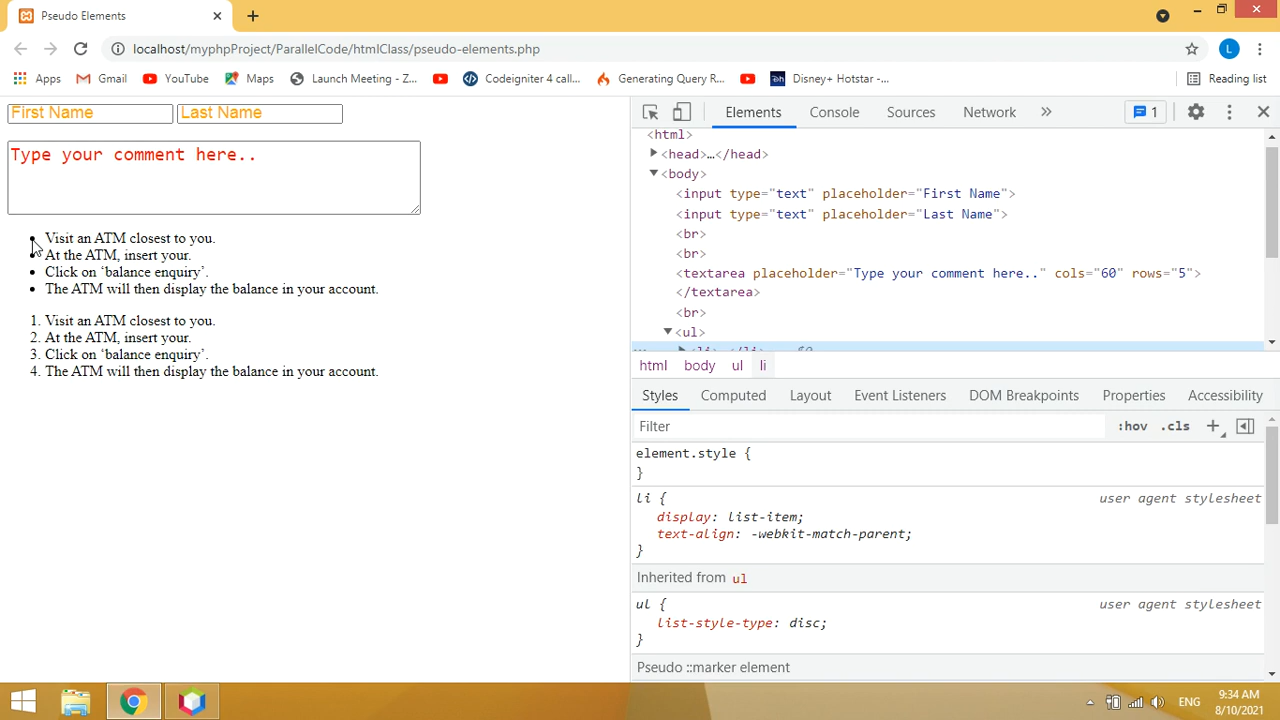 Pseudo Elements
localhost/myphpProject/ParallelCode/htmlClass/pseudo-elements.php
L
Apps Gmail YouTube Maps Launch Meeting - Z... Codeigniter 4 call... Generating Query R... Disney+ Hotstar -... Reading list
First Name Last Name
Type your comment here..
• Visit an ATM closest to you.
• At the ATM, insert your.
• Click on ‘balance enquiry’.
• The ATM will then display the balance in your account.
1. Visit an ATM closest to you.
2. At the ATM, insert your.
3. Click on ‘balance enquiry’.
4. The ATM will then display the balance in your account.
Elements Console Sources Network » 1
<html>
<head>…</head>
<body>
<input type="text" placeholder="First Name">
<input type="text" placeholder="Last Name">
<br>
<br>
<textarea placeholder="Type your comment here.." cols="60" rows="5">
</textarea>
<br>
<ul>
html body ul li
Styles Computed Layout Event Listeners DOM Breakpoints Properties Accessibility
Filter :hov .cls +
element.style {
}
li { user agent stylesheet
display: list-item;
text-align: -webkit-match-parent;
}
Inherited from ul
ul { user agent stylesheet
list-style-type: disc;
}
Pseudo ::marker element
ENG
9:34 AM
8/10/2021